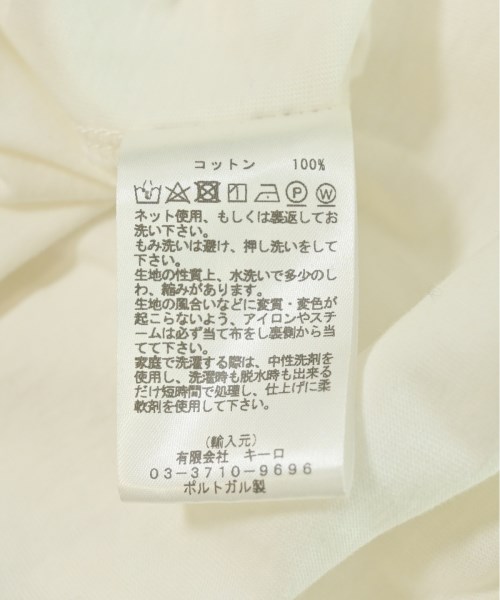 コットン 100%
P W
ネット使用、もしくは裏返してお
洗い下さい。
もみ洗いは避け、押し洗いをして
下さい。
生地の性質上、水洗いで多少のし
わ、縮みがあります。
生地の風合いなどに変質・変色が
起こらないよう、アイロンやスチ
ームは必ず当て布をし裏側から当
てて下さい。
家庭で洗濯する際は、中性洗剤を
使用し、洗濯時も脱水時も出来る
だけ短時間で処理し、仕上げに柔
軟剤を使用して下さい。
(輸入元)
有限会社 キーロ
03-3710-9696
ポルトガル製